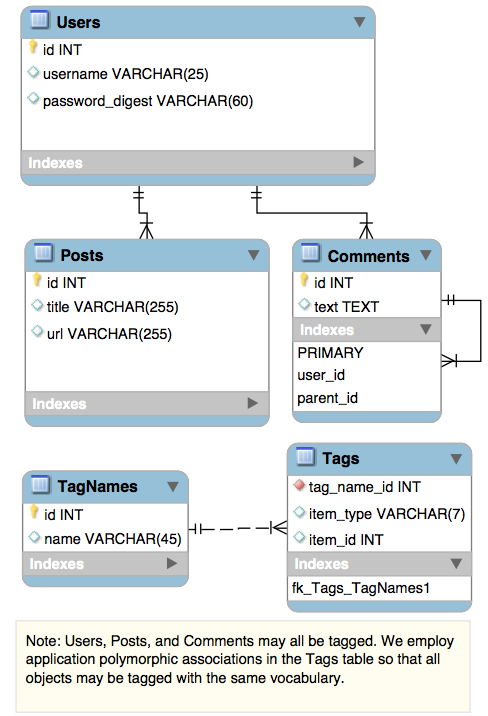 Users
id INT
username VARCHAR(25)
password_digest VARCHAR(60)
Indexes
Posts
id INT
title VARCHAR(255)
url VARCHAR(255)
Indexes
Comments
id INT
text TEXT
Indexes
PRIMARY
user_id
parent_id
TagNames
id INT
name VARCHAR(45)
Indexes
Tags
tag_name_id INT
item_type VARCHAR(7)
item_id INT
Indexes
fk_Tags_TagNames1
Note: Users, Posts, and Comments may all be tagged. We employ
application polymorphic associations in the Tags table so that all
objects may be tagged with the same vocabulary.